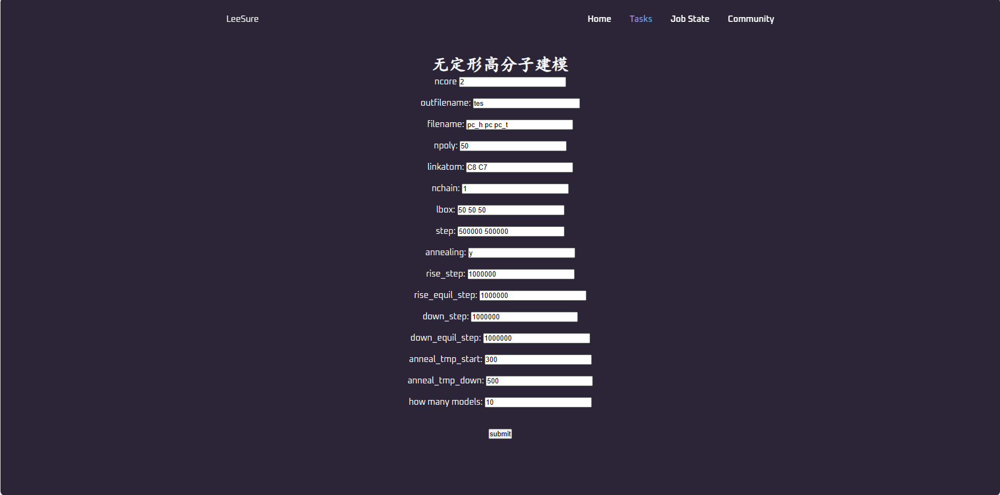 LeeSure Home Tasks Job State Community
无定形高分子建模
ncore 2
outfilename: tes
filename: pc_h pc pc_t
npoly: 50
linkatom: C8 C7
nchain: 1
lbox: 50 50 50
step: 500000 500000
annealing: y
rise_step: 1000000
rise_equil_step: 1000000
down_step: 1000000
down_equil_step: 1000000
anneal_tmp_start: 300
anneal_tmp_down: 500
how many models: 10
submit